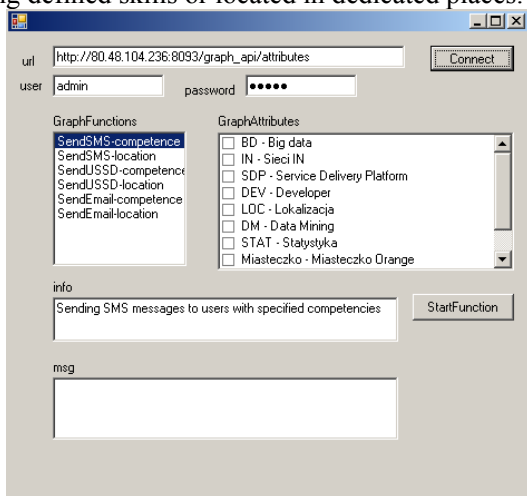 g defined skills or located in dedicated places.
url http://80.48.104.236:8093/graph_api/attributes Connect
user admin password •••••
GraphFunctions
SendSMS-competence
SendSMS-location
SendUSSD-competence
SendUSSD-location
SendEmail-competence
SendEmail-location
GraphAttributes
BD - Big data
IN - Sieci IN
SDP - Service Delivery Platform
DEV - Developer
LOC - Lokalizacja
DM - Data Mining
STAT - Statystyka
Miasteczko - Miasteczko Orange
info
Sending SMS messages to users with specified competencies
StartFunction
msg